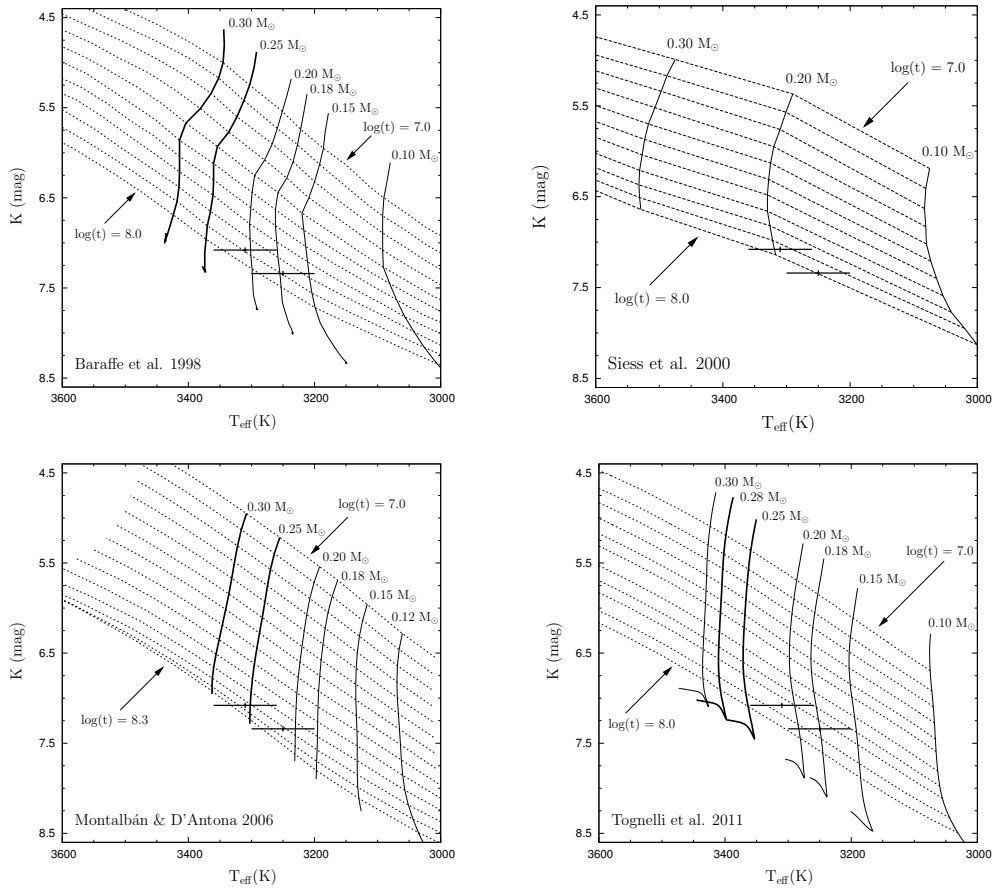 4.5
5.5
6.5
7.5
8.5
K (mag)
3600
3400
3200
3000
T_eff(K)
0.30 M☉
0.25 M☉
0.20 M☉
0.18 M☉
0.15 M☉
log(t) = 7.0
0.10 M☉
log(t) = 8.0
Baraffe et al. 1998
4.5
5.5
6.5
7.5
8.5
K (mag)
3600
3400
3200
3000
T_eff(K)
0.30 M☉
log(t) = 7.0
0.20 M☉
0.10 M☉
log(t) = 8.0
Siess et al. 2000
4.5
5.5
6.5
7.5
8.5
K (mag)
3600
3400
3200
3000
T_eff(K)
0.30 M☉
log(t) = 7.0
0.25 M☉
0.20 M☉
0.18 M☉
0.15 M☉
0.12 M☉
log(t) = 8.3
Montalbán & D'Antona 2006
4.5
5.5
6.5
7.5
8.5
K (mag)
3600
3400
3200
3000
T_eff(K)
0.30 M☉
0.28 M☉
0.25 M☉
0.20 M☉
0.18 M☉
log(t) = 7.0
0.15 M☉
0.10 M☉
log(t) = 8.0
Tognelli et al. 2011